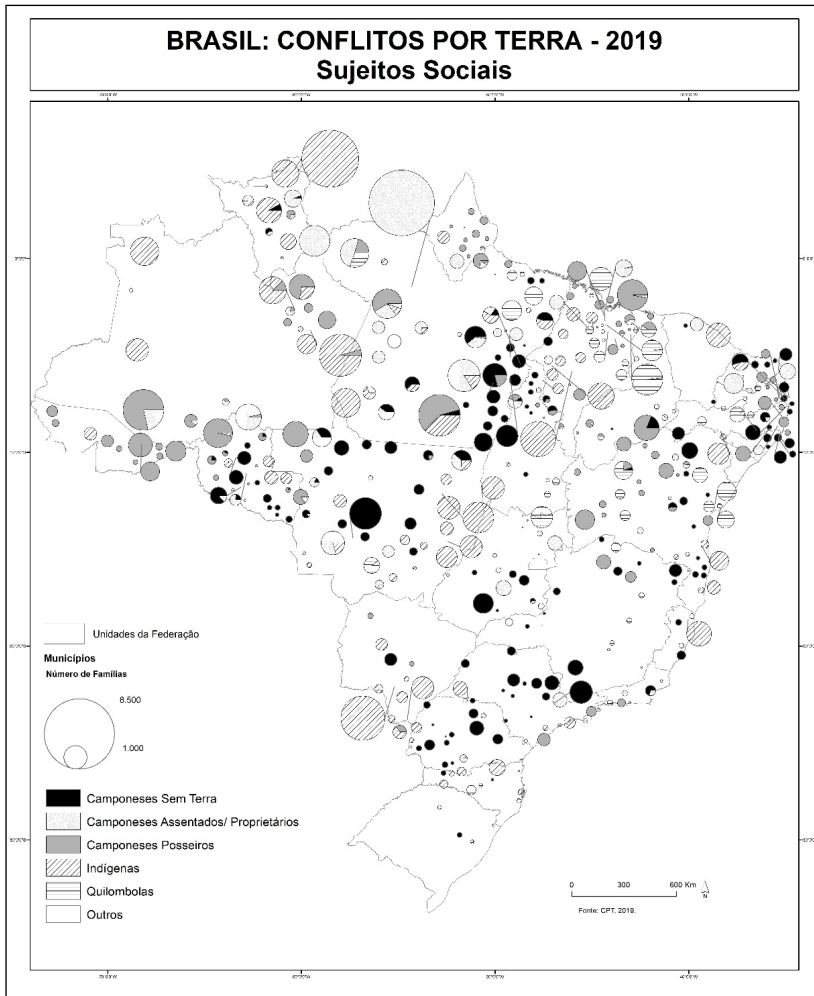 BRASIL: CONFLITOS POR TERRA - 2019
Sujeitos Sociais
Unidades da Federação
Municípios
Número de Famílias
8.500
1.000
Camponeses Sem Terra
Camponeses Assentados/ Proprietários
Camponeses Posseiros
Indígenas
Quilombolas
Outros
0 300 600 Km
N
Fonte: CPT, 2019.